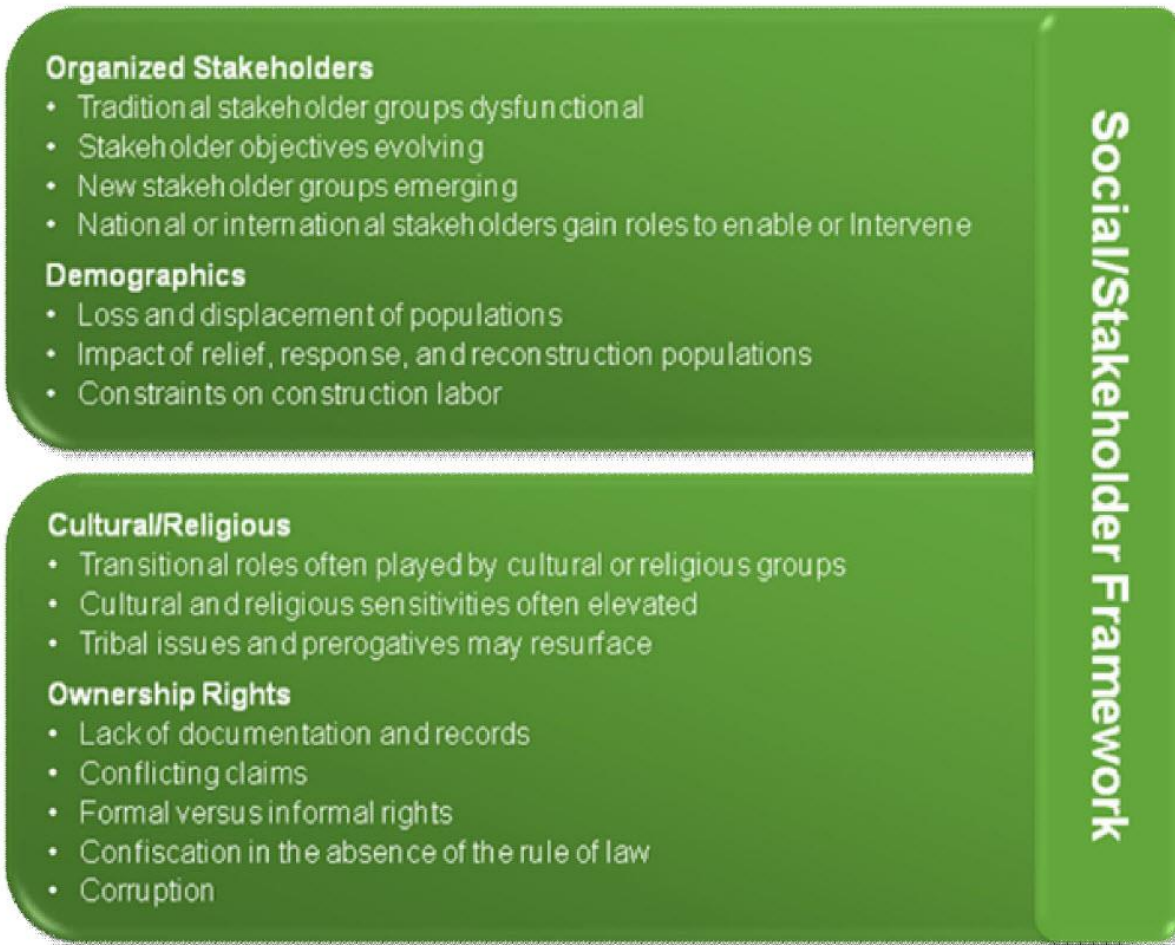 Organized Stakeholders
• Traditional stakeholder groups dysfunctional
• Stakeholder objectives evolving
• New stakeholder groups emerging
• National or international stakeholders gain roles to enable or Intervene
Demographics
• Loss and displacement of populations
• Impact of relief, response, and reconstruction populations
• Constraints on construction labor
Cultural/Religious
• Transitional roles often played by cultural or religious groups
• Cultural and religious sensitivities often elevated
• Tribal issues and prerogatives may resurface
Ownership Rights
• Lack of documentation and records
• Conflicting claims
• Formal versus informal rights
• Confiscation in the absence of the rule of law
• Corruption
Social/Stakeholder Framework